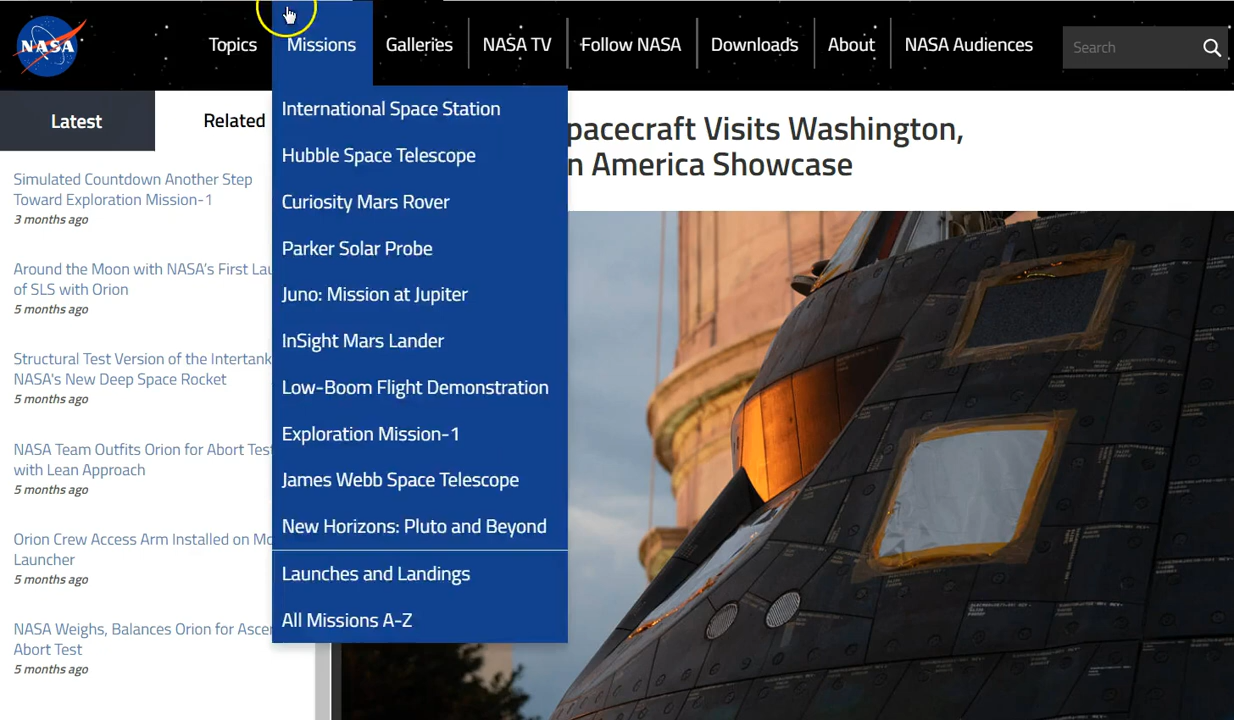 NASA
Topics
Missions
Galleries
NASA TV
Follow NASA
Downloads
About
NASA Audiences
Search
Latest
Related
Simulated Countdown Another Step
Toward Exploration Mission-1
3 months ago
Around the Moon with NASA's First Lau
of SLS with Orion
5 months ago
Structural Test Version of the Intertank
NASA's New Deep Space Rocket
5 months ago
NASA Team Outfits Orion for Abort Test
with Lean Approach
5 months ago
Orion Crew Access Arm Installed on Mo
Launcher
5 months ago
NASA Weighs, Balances Orion for Ascen
Abort Test
5 months ago
International Space Station
Hubble Space Telescope
Curiosity Mars Rover
Parker Solar Probe
Juno: Mission at Jupiter
InSight Mars Lander
Low-Boom Flight Demonstration
Exploration Mission-1
James Webb Space Telescope
New Horizons: Pluto and Beyond
Launches and Landings
All Missions A-Z
pacecraft Visits Washington,
n America Showcase